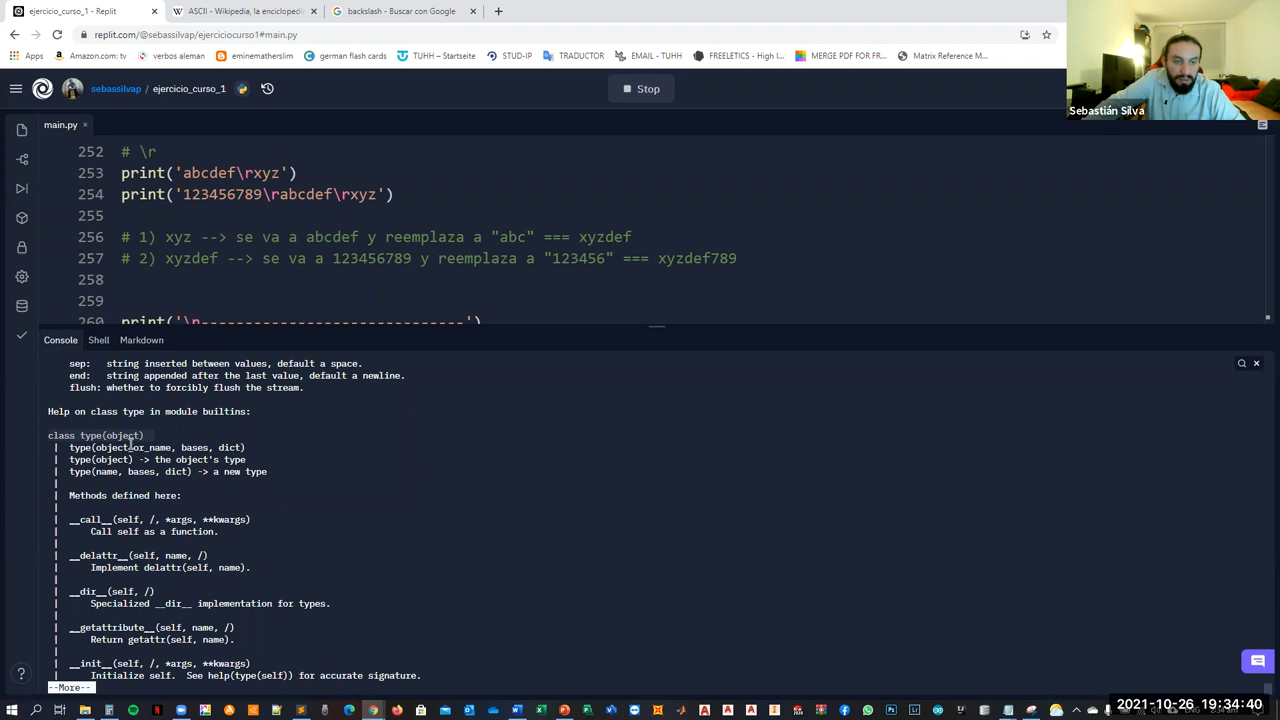 ejercicio_curso_1 - Replit
ASCII - Wikipedia, la enciclopedi
backslash - Buscar con Google
replit.com/@sebassilvap/ejerciciocurso1#main.py
Apps
Amazon.com: tv
verbos aleman
eminematherslim
german flash cards
TUHH – Startseite
STUD-IP
TRADUCTOR
EMAIL - TUHH
FREELETICS - High I...
MERGE PDF FOR FR...
Matrix Reference M...
Sebastián Silva
sebassilvap / ejercicio_curso_1
Stop
main.py
252 # \r
253 print('abcdef\rxyz')
254 print('123456789\rabcdef\rxyz')
255
256 # 1) xyz --> se va a abcdef y reemplaza a "abc" === xyzdef
257 # 2) xyzdef --> se va a 123456789 y reemplaza a "123456" === xyzdef789
258
259
260 print('\n------------------------------')
Console Shell Markdown
sep: string inserted between values, default a space.
end: string appended after the last value, default a newline.
flush: whether to forcibly flush the stream.
Help on class type in module builtins:
class type(object)
| type(object_or_name, bases, dict)
| type(object) -> the object's type
| type(name, bases, dict) -> a new type
|
| Methods defined here:
|
| __call__(self, /, *args, **kwargs)
| Call self as a function.
|
| __delattr__(self, name, /)
| Implement delattr(self, name).
|
| __dir__(self, /)
| Specialized __dir__ implementation for types.
|
| __getattribute__(self, name, /)
| Return getattr(self, name).
|
| __init__(self, /, *args, **kwargs)
| Initialize self. See help(type(self)) for accurate signature.
--More--
2021-10-26 19:34:40